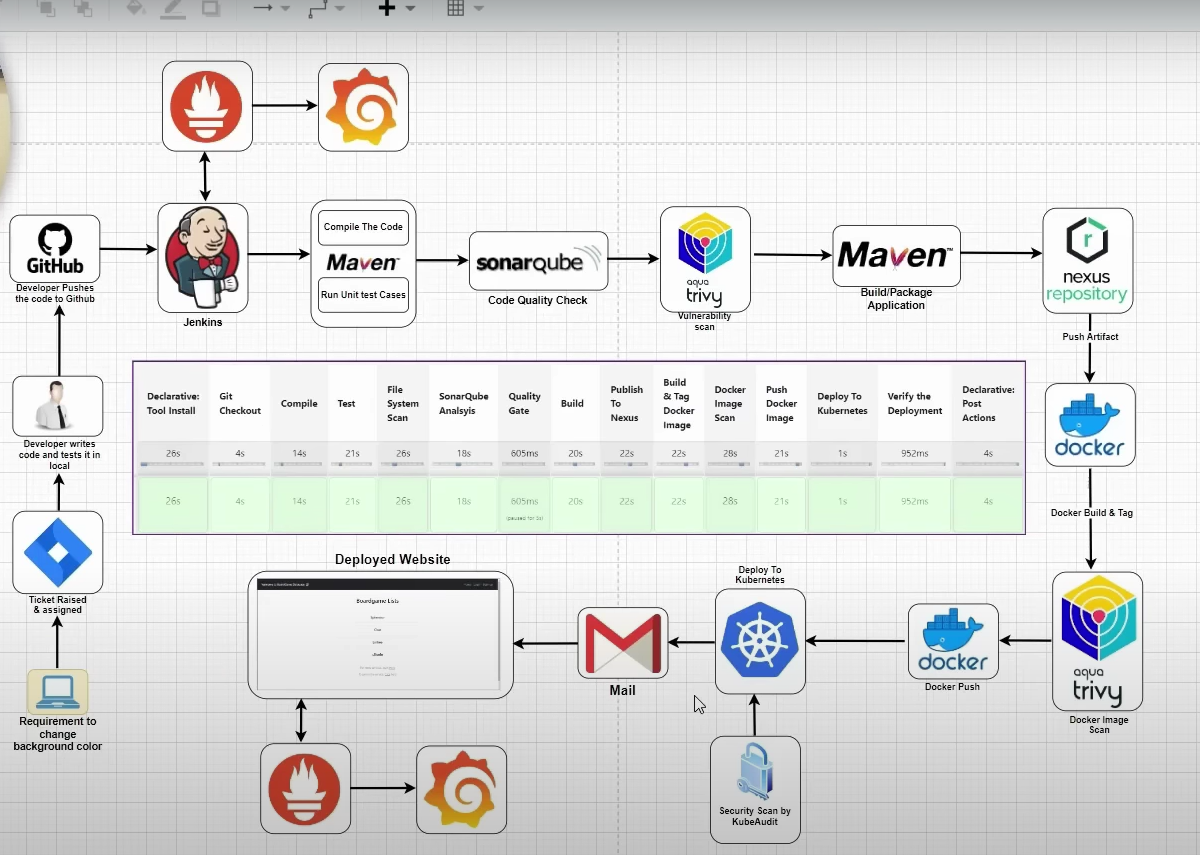 GitHub
Developer Pushes
the code to Github
Jenkins
Compile The Code
Maven™
Run Unit test Cases
sonarqube
Code Quality Check
aqua
trivy
Vulnerability
scan
Maven™
Build/Package
Application
nexus
repository
Push Artifact
Developer writes
code and tests it in
local
Declarative:
Tool Install
Git
Checkout
Compile
Test
File
System
Scan
SonarQube
Analsyis
Quality
Gate
Build
Publish
To
Nexus
Build
& Tag
Docker
Image
Docker
Image
Scan
Push
Docker
Image
Deploy To
Kubernetes
Verify the
Deployment
Declarative:
Post
Actions
26s 4s 14s 21s 26s 18s 605ms 20s 22s 22s 28s 21s 1s 952ms 4s
26s 4s 14s 21s 26s 18s 605ms 20s 22s 22s 28s 21s 1s 952ms 4s
docker
Docker Build & Tag
Ticket Raised
& assigned
Deployed Website
Boardgame Lists
Mail
Deploy To
Kubernetes
docker
Docker Push
aqua
trivy
Docker Image
Scan
Requirement to
change
background color
Security Scan by
KubeAudit